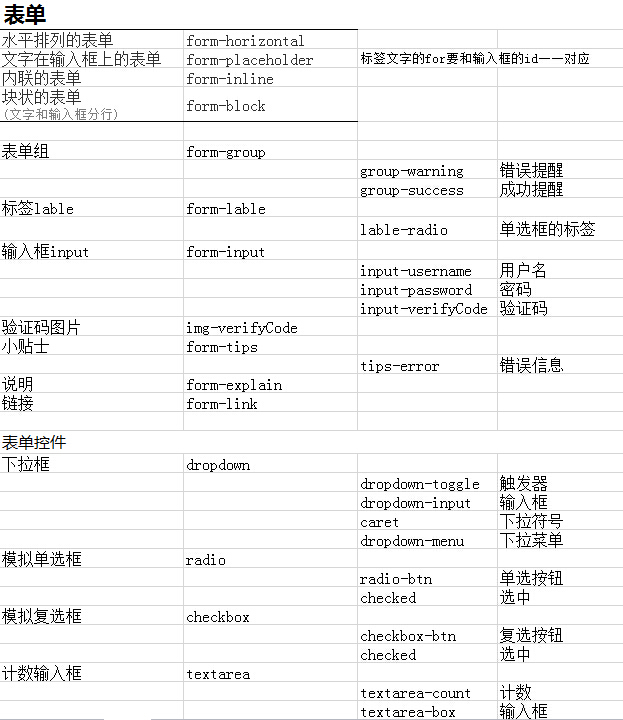 表单
水平排列的表单 form-horizontal
文字在输入框上的表单 form-placeholder 标签文字的for要和输入框的id一一对应
内联的表单 form-inline
块状的表单 form-block
(文字和输入框分行)
表单组 form-group
group-warning 错误提醒
group-success 成功提醒
标签lable form-lable
lable-radio 单选框的标签
输入框input form-input
input-username 用户名
input-password 密码
input-verifyCode 验证码
验证码图片 img-verifyCode
小贴士 form-tips
tips-error 错误信息
说明 form-explain
链接 form-link
表单控件
下拉框 dropdown
dropdown-toggle 触发器
dropdown-input 输入框
caret 下拉符号
dropdown-menu 下拉菜单
模拟单选框 radio
radio-btn 单选按钮
checked 选中
模拟复选框 checkbox
checkbox-btn 复选按钮
checked 选中
计数输入框 textarea
textarea-count 计数
textarea-box 输入框